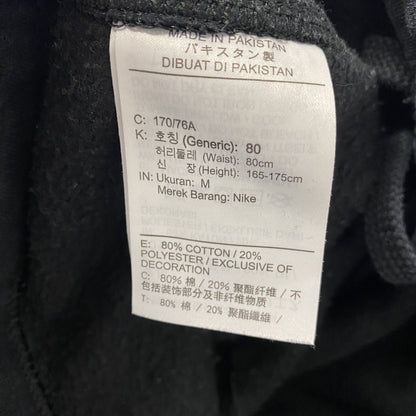 MADE IN PAKISTAN
パキスタン製
DIBUAT DI PAKISTAN
C: 170/76A
K: 호칭 (Generic): 80
허리둘레 (Waist): 80cm
신 장 (Height): 165-175cm
IN: Ukuran: M
Merek Barang: Nike
E: 80% COTTON / 20%
POLYESTER / EXCLUSIVE OF
DECORATION
C: 80% 棉 / 20% 聚酯纤维 / 不
包括装饰部分及非纤维物质
T: 80% 棉 / 20% 聚酯纖維 /